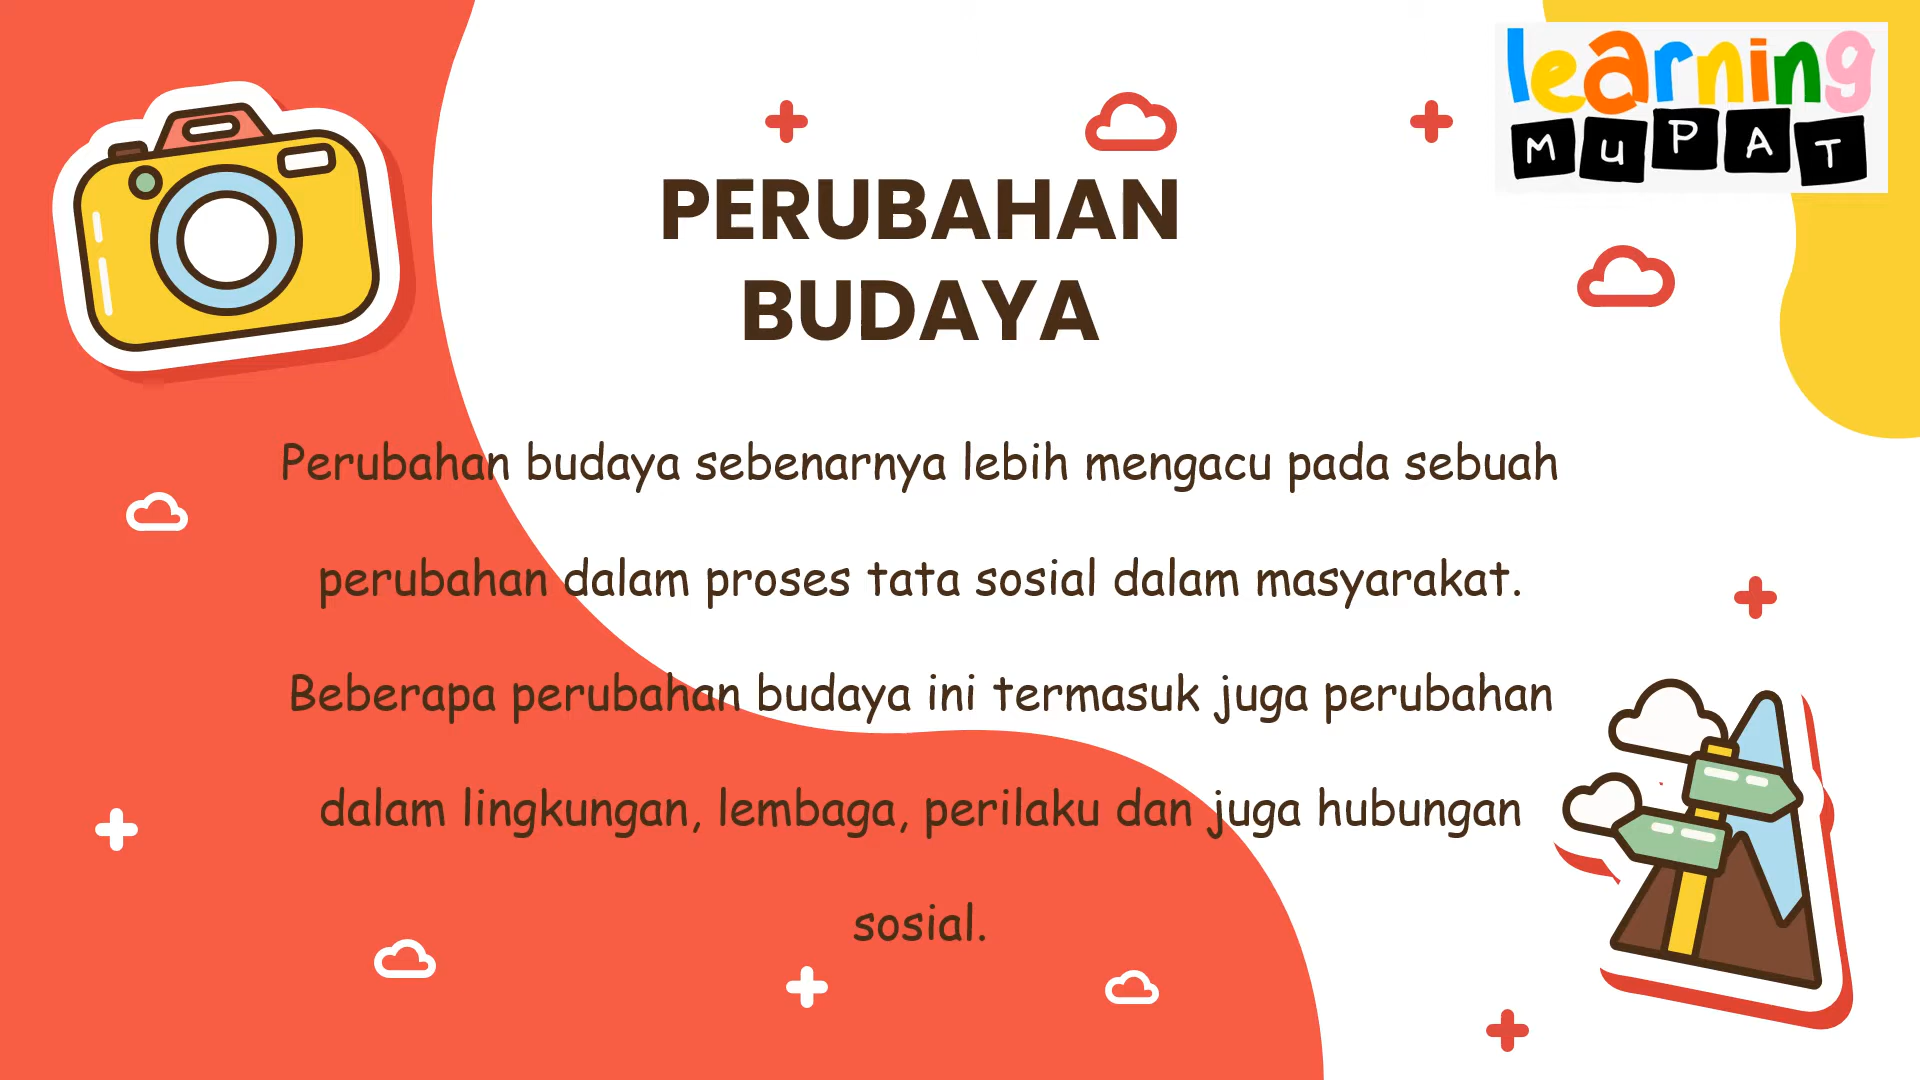 learning
MUPAT
PERUBAHAN
BUDAYA
Perubahan budaya sebenarnya lebih mengacu pada sebuah
perubahan dalam proses tata sosial dalam masyarakat.
Beberapa perubahan budaya ini termasuk juga perubahan
dalam lingkungan, lembaga, perilaku dan juga hubungan
sosial.